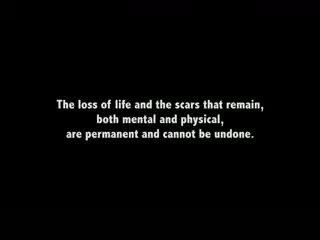 The loss of life and the scars that remain,
both mental and physical,
are permanent and cannot be undone.